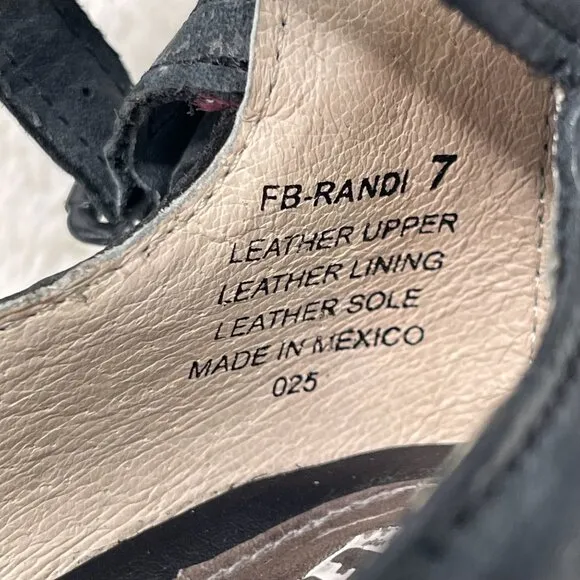 FB-RANDI 7
LEATHER UPPER
LEATHER LINING
LEATHER SOLE
MADE IN MEXICO
025